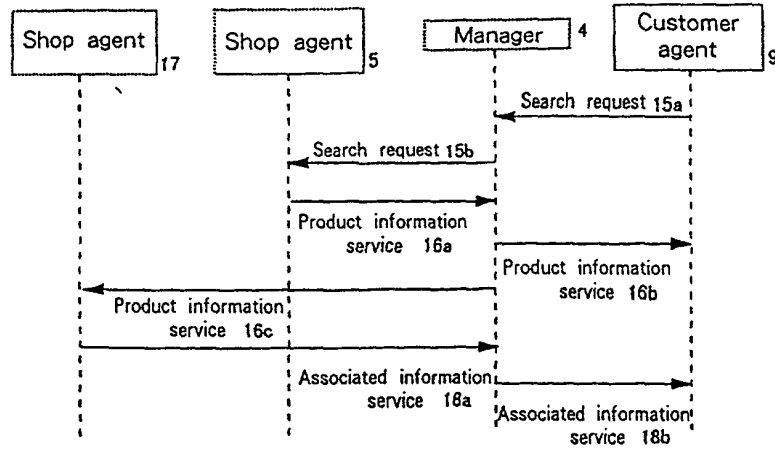 Shop agent
17
Shop agent
5
Manager
4
Customer
agent
9
Search request 15a
Search request 15b
Product information
service 16a
Product information
service 16b
Product information
service 16c
Associated information
service 18a
Associated information
service 18b